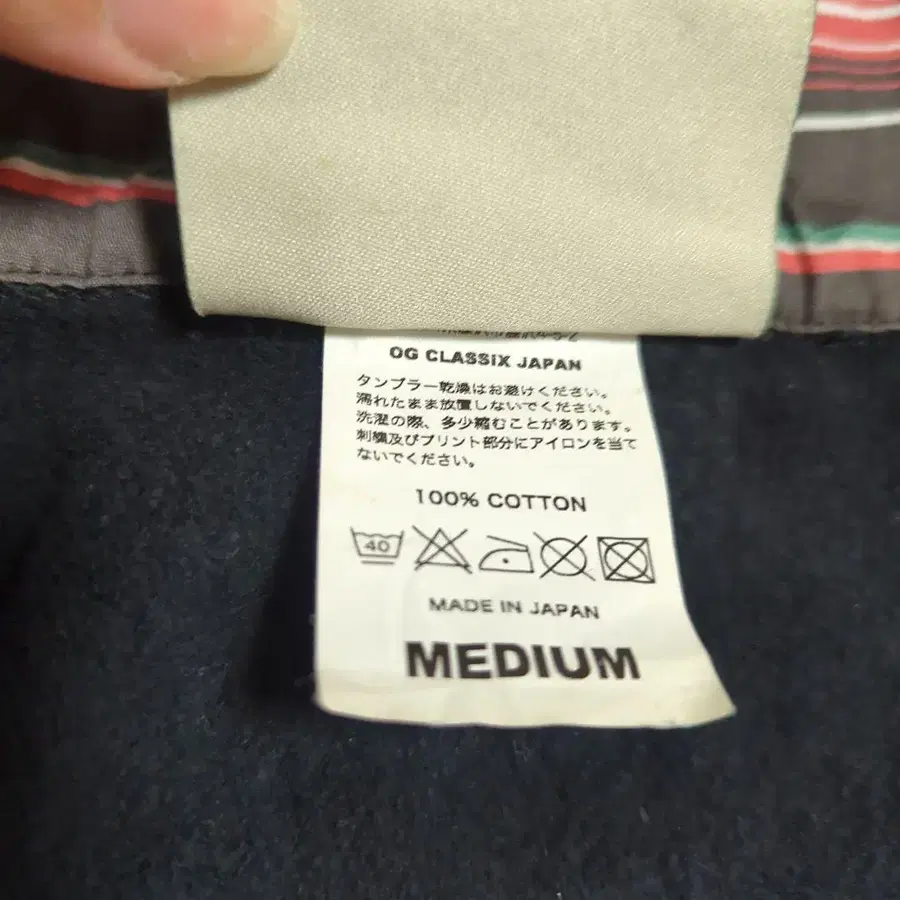 OG CLASSIX JAPAN
タンブラー乾燥はお避けください。
濡れたまま放置しないでください。
洗濯の際、多少縮むことがあります。
刺繍及びプリント部分にアイロンを当て
ないでください。
100% COTTON
40
MADE IN JAPAN
MEDIUM